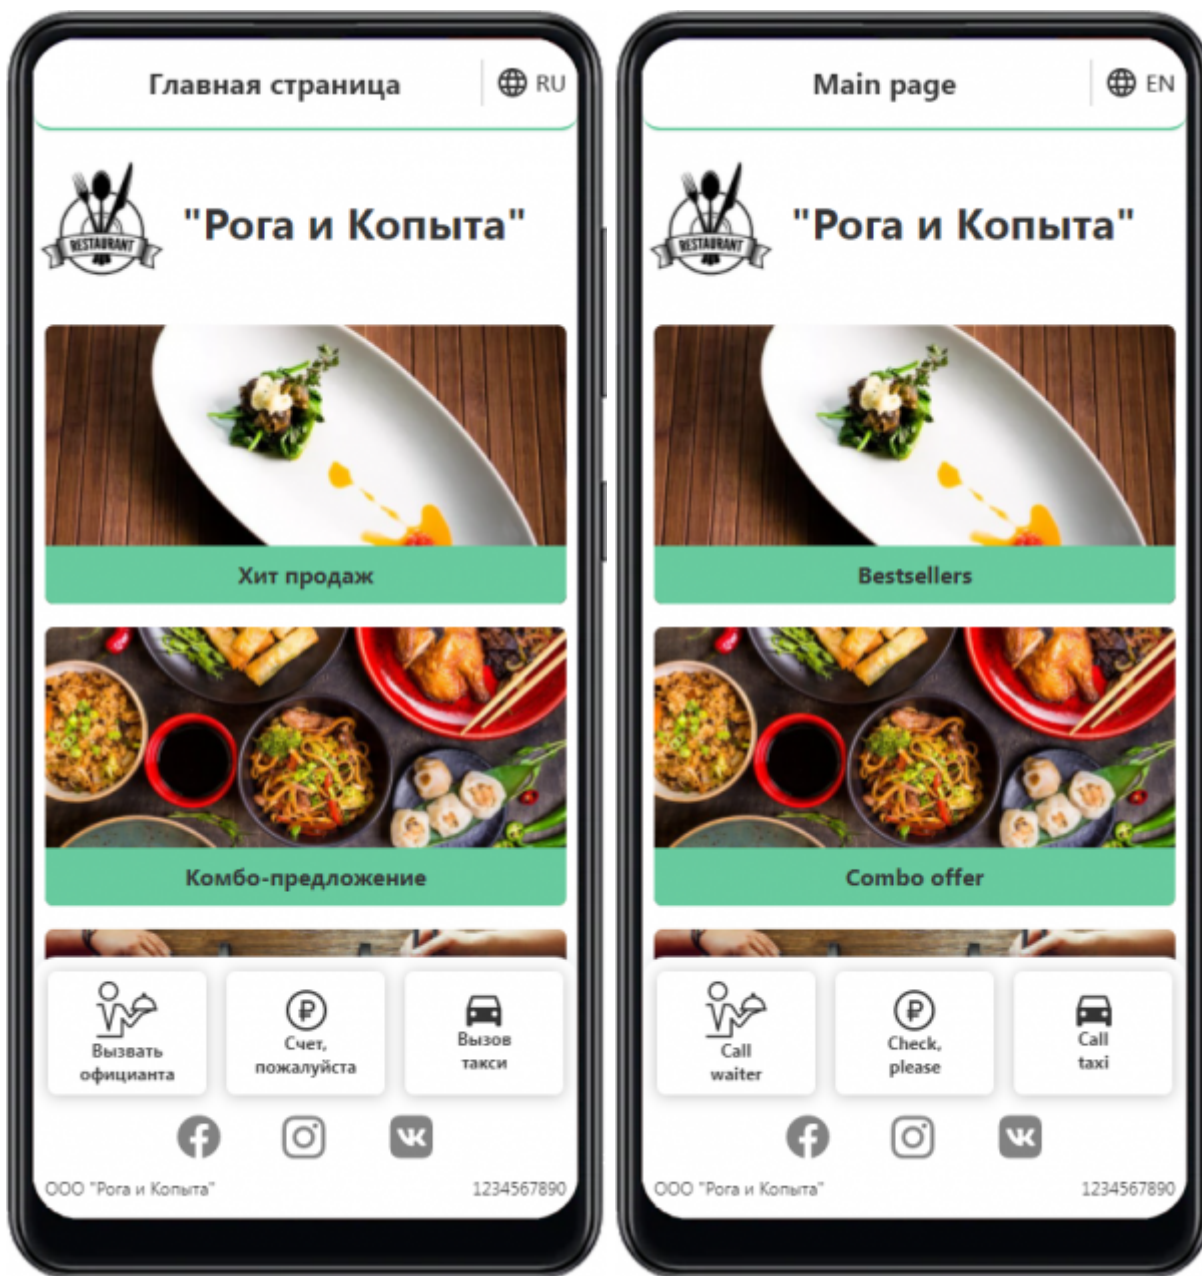 Главная страница
RU
RESTAURANT
"Рога и Копыта"
Хит продаж
Комбо-предложение
Вызвать
официанта
Счет,
пожалуйста
Вызов
такси
ООО "Рога и Копыта"
1234567890
Main page
EN
RESTAURANT
"Рога и Копыта"
Bestsellers
Combo offer
Call
waiter
Check,
please
Call
taxi
ООО "Рога и Копыта"
1234567890